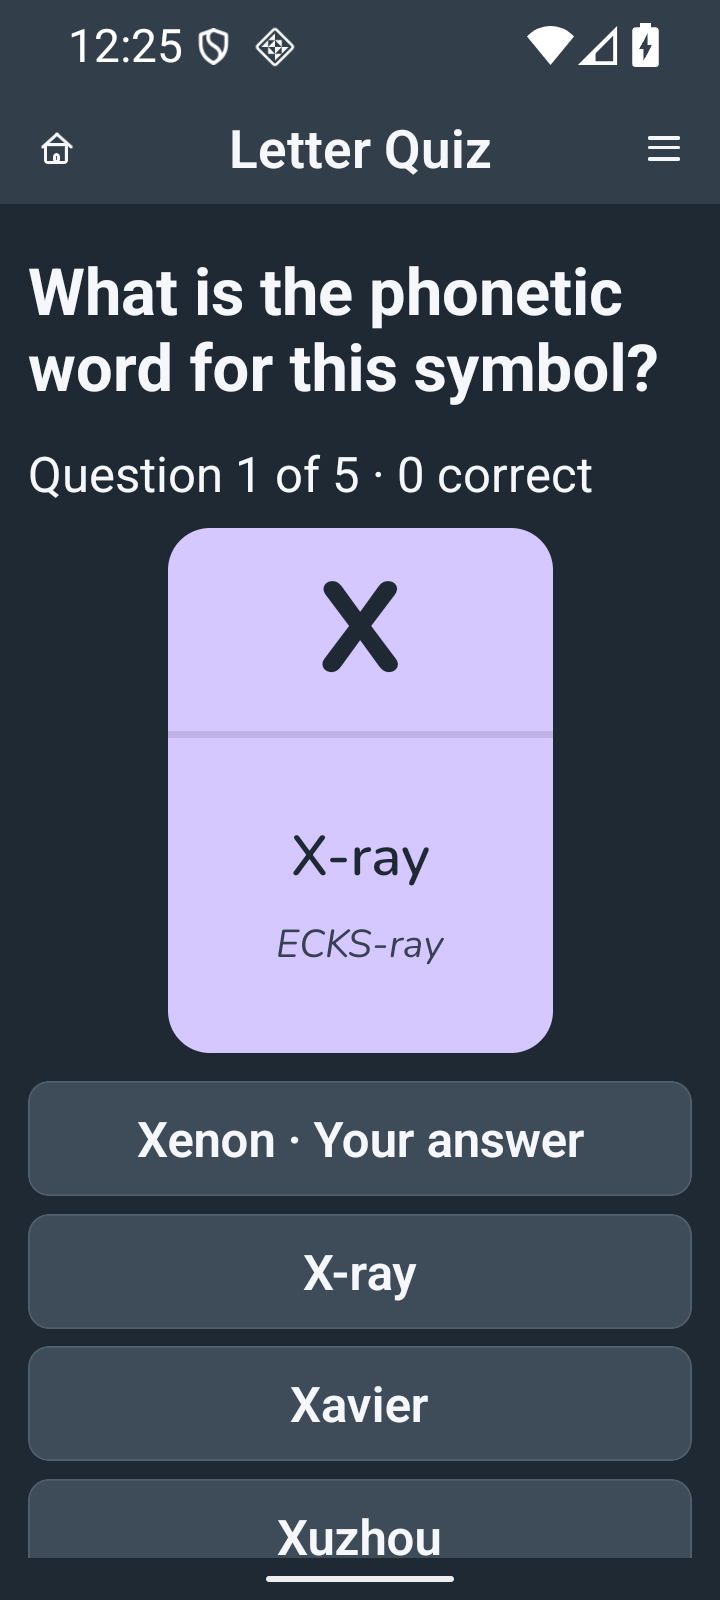 12:25
Letter Quiz
What is the phonetic
word for this symbol?
Question 1 of 5 · 0 correct
X
X-ray
ECKS-ray
Xenon · Your answer
X-ray
Xavier
Xuzhou